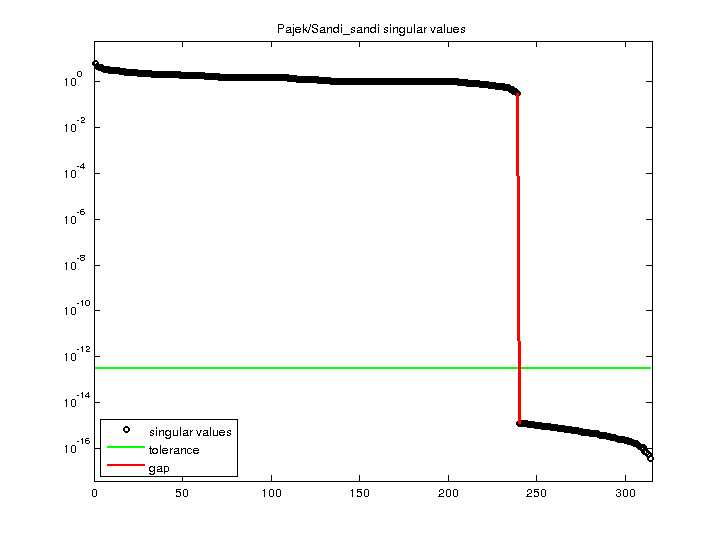 Pajek/Sandi_sandi singular values
10^0
10^-2
10^-4
10^-6
10^-8
10^-10
10^-12
10^-14
10^-16
singular values
tolerance
gap
0 50 100 150 200 250 300